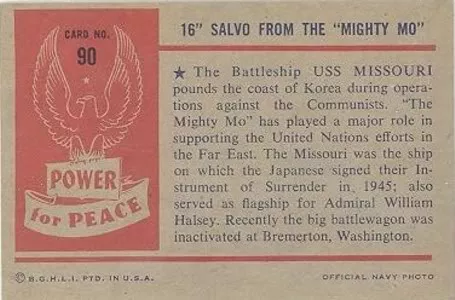 CARD NO.
90
POWER
for PEACE
16" SALVO FROM THE "MIGHTY MO"
★ The Battleship USS MISSOURI
pounds the coast of Korea during opera-
tions against the Communists. "The
Mighty Mo" has played a major role in
supporting the United Nations efforts in
the Far East. The Missouri was the ship
on which the Japanese signed their In-
strument of Surrender in 1945; also
served as flagship for Admiral William
Halsey. Recently the big battlewagon was
inactivated at Bremerton, Washington.
© B.G.H.L.I. PTD. IN U.S.A.
OFFICIAL NAVY PHOTO